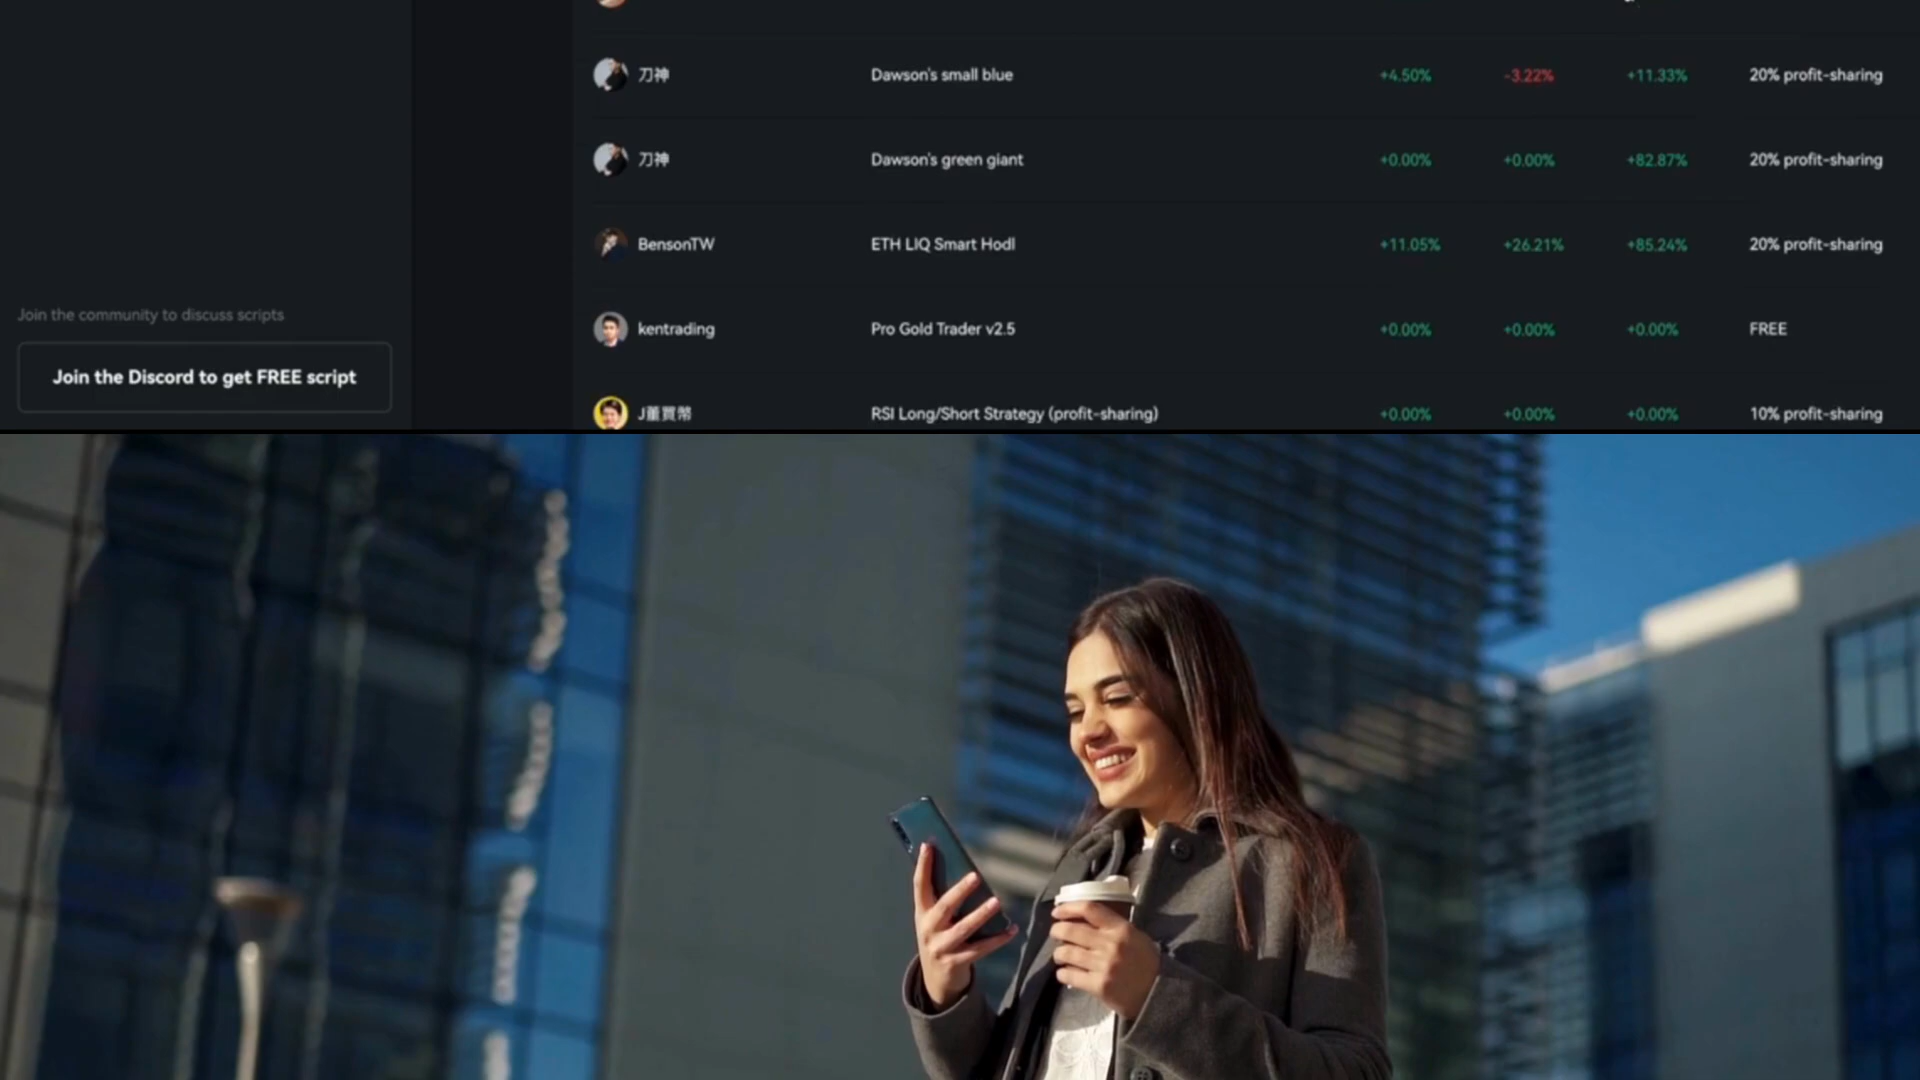 刀神 Dawson's small blue +4.50% -3.22% +11.33% 20% profit-sharing
刀神 Dawson's green giant +0.00% +0.00% +82.87% 20% profit-sharing
BensonTW ETH LIQ Smart Hodl +11.05% +26.21% +85.24% 20% profit-sharing
Join the community to discuss scripts
kentrading Pro Gold Trader v2.5 +0.00% +0.00% +0.00% FREE
Join the Discord to get FREE script
J董買幣 RSI Long/Short Strategy (profit-sharing) +0.00% +0.00% +0.00% 10% profit-sharing